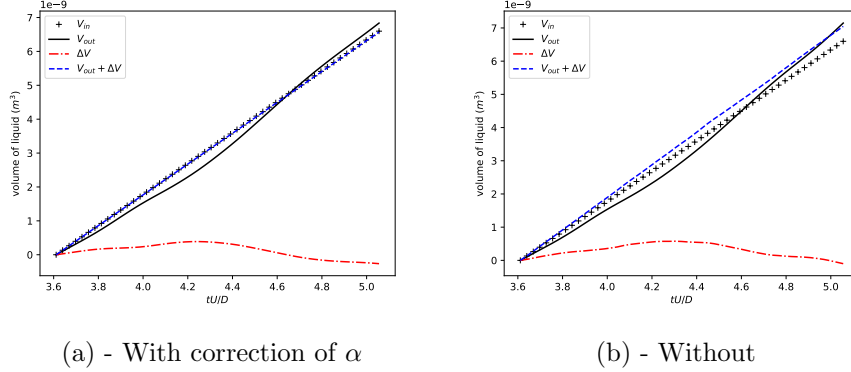 1e−9
7
6
5
4
3
2
1
0
volume of liquid (m³)
3.6 3.8 4.0 4.2 4.4 4.6 4.8 5.0
tU/D
V_in
V_out
ΔV
V_out + ΔV
(a) - With correction of α
1e−9
7
6
5
4
3
2
1
0
volume of liquid (m³)
3.6 3.8 4.0 4.2 4.4 4.6 4.8 5.0
tU/D
V_in
V_out
ΔV
V_out + ΔV
(b) - Without